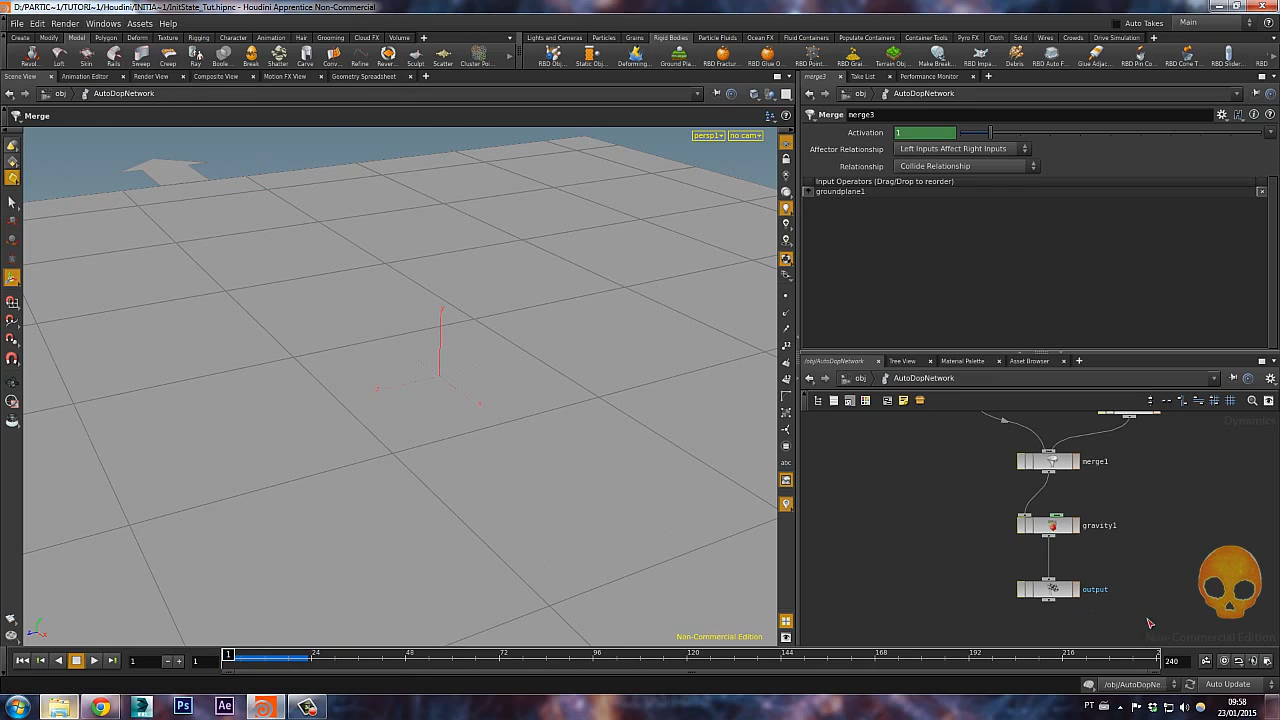 D:/PARTIC~1/TUTORI~1/Houdini/INITIA~1/InitState_Tut.hipnc - Houdini Apprentice Non-Commercial
File Edit Render Windows Assets Help
Auto Takes Main
Create Modify Model Polygon Deform Texture Rigging Character Animation Hair Grooming Cloud FX Volume
Lights and Cameras Particles Grains Rigid Bodies Particle Fluids Ocean FX Fluid Containers Populate Containers Container Tools Pyro FX Cloth Solid Wires Crowds Drive Simulation
Revol.. Loft Skin Rails Sweep Creep Boole.. Break Carve Conv.. Rever.. Sculpt Scatter Cluster Poi..
RBD Obj.. Static Obj.. Deforming.. Ground Pla.. RBD Fractur.. RBD Glue O.. RBD Point.. RBD Grai.. Terrain Obj.. Make Break.. RBD Impa.. Debris RBD Auto F.. Glue Adjac.. RBD Pin Co.. RBD Cone T.. RBD Slide..
Scene View Animation Editor Render View Composite View Motion FX View Geometry Spreadsheet
merge3 Take List Performance Monitor
obj AutoDopNetwork
obj AutoDopNetwork
Merge
Merge merge3
persp1 no cam
Activation 1
Affector Relationship Left Inputs Affect Right Inputs
Relationship Collide Relationship
Input Operators (Drag/Drop to reorder)
groundplane1
/obj/AutoDopNetwork Tree View Material Palette Asset Browser
obj AutoDopNetwork
Dynamics
merge1
gravity1
output
Non-Commercial Edition
Non-Commercial Edition
1 1 1 24 48 72 96 120 144 168 192 216 2 240
/obj/AutoDopNe... Auto Update
Ps Ae
PT 09:58
23/01/2015